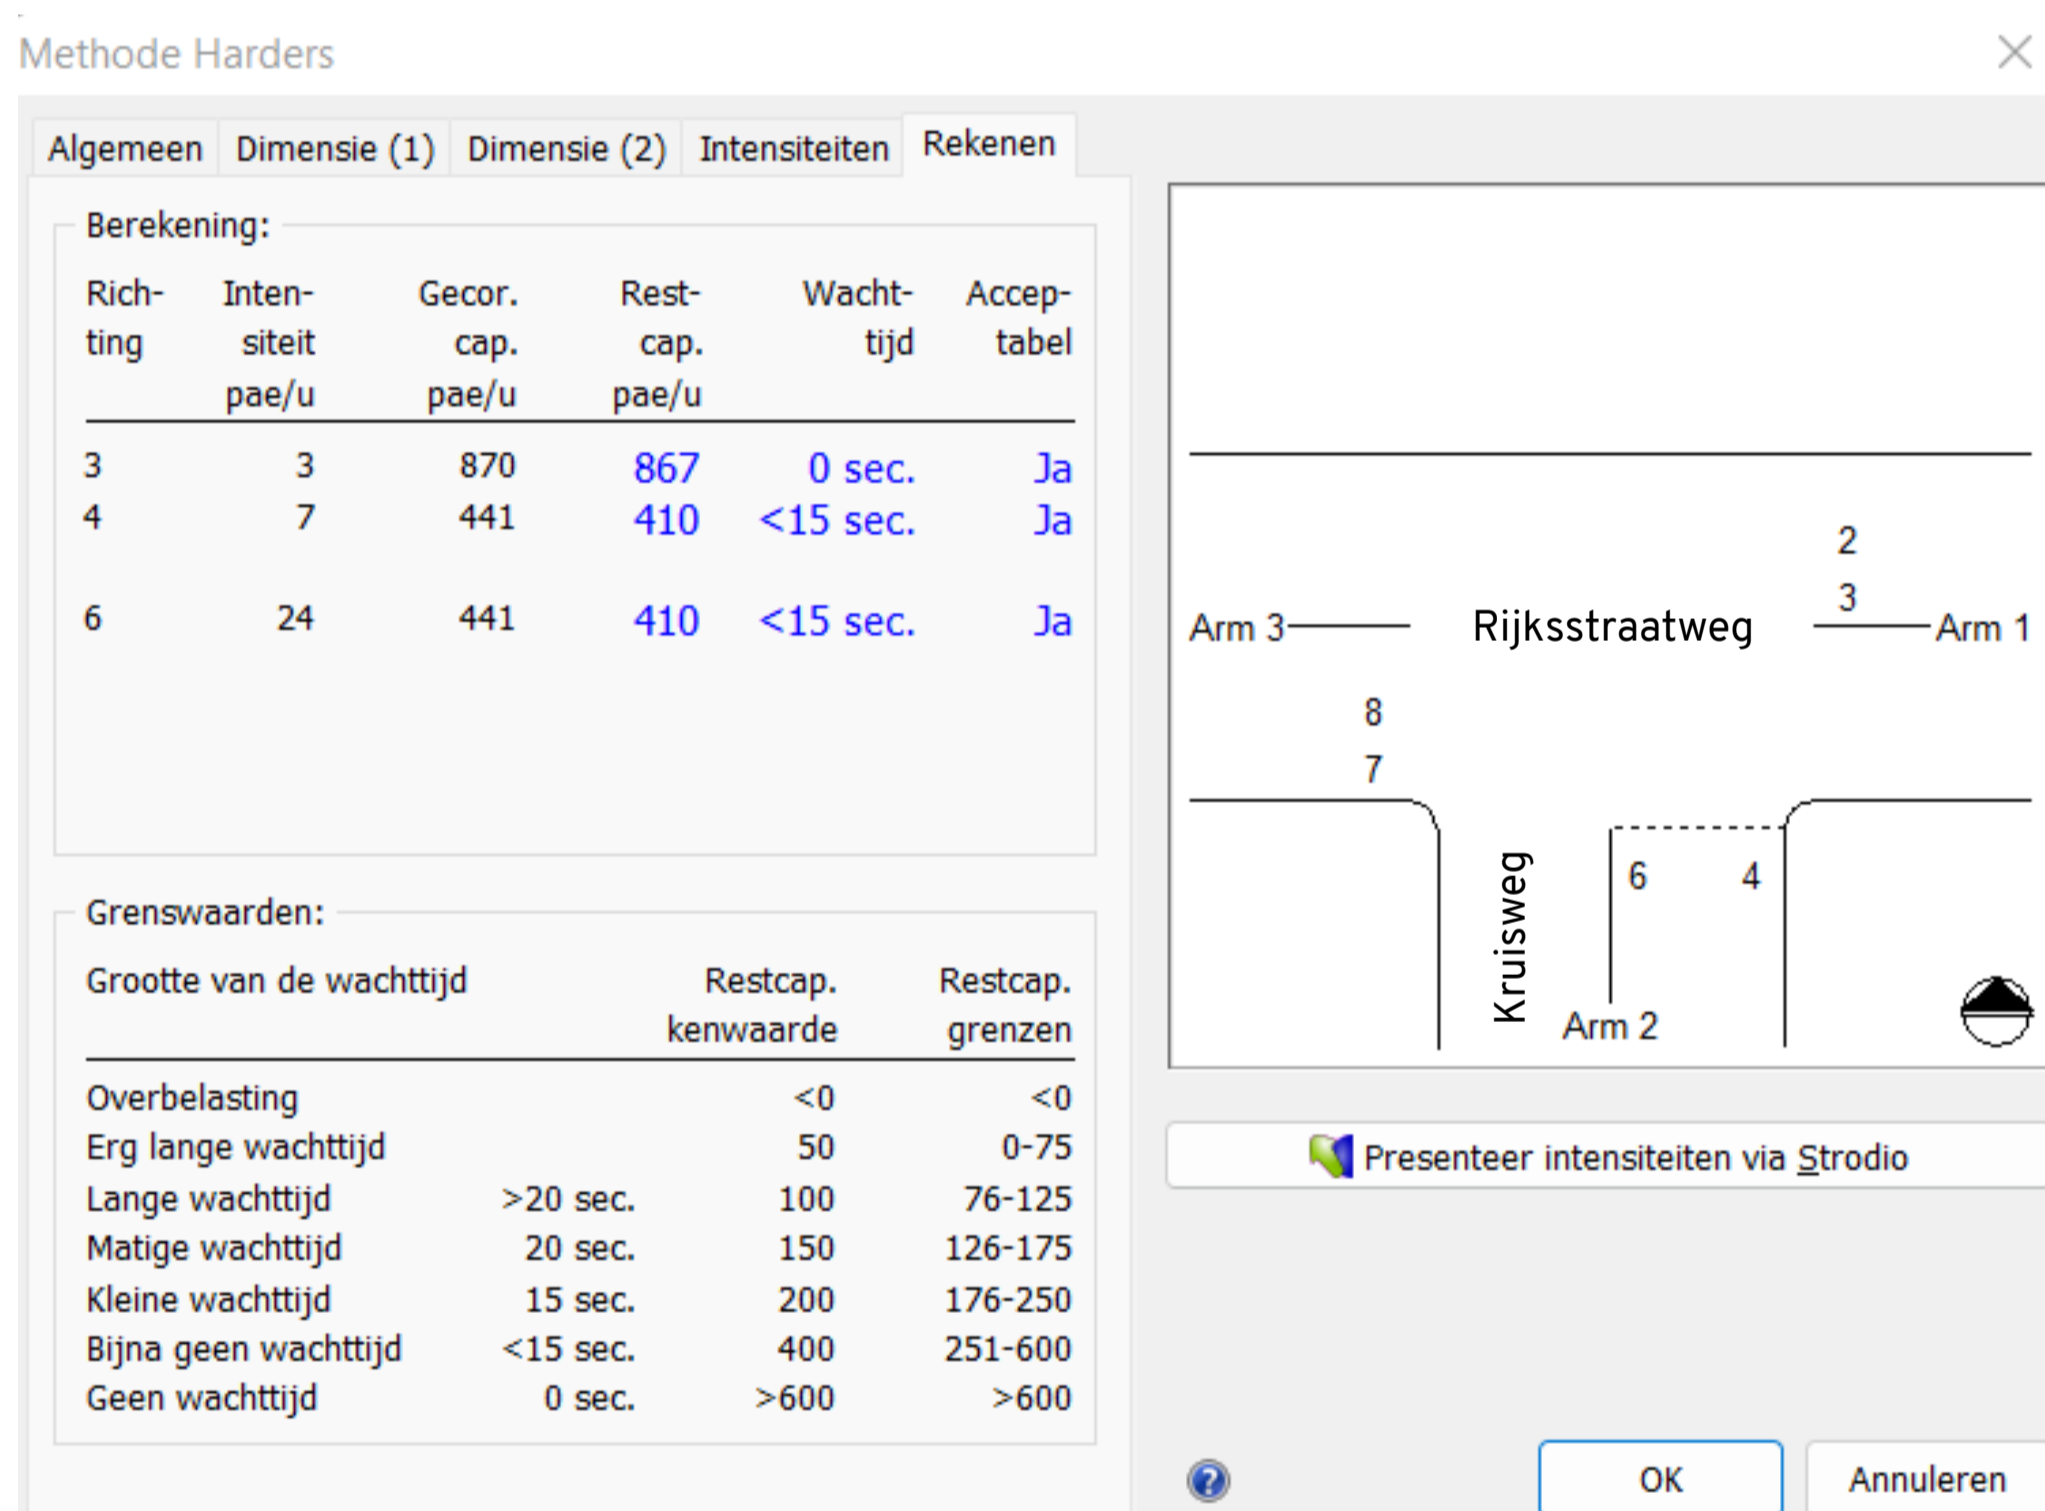 Methode Harders
Algemeen Dimensie (1) Dimensie (2) Intensiteiten Rekenen
Berekening:
Rich- Inten- Gecor. Rest- Wacht- Accep-
ting siteit cap. cap. tijd tabel
pae/u pae/u pae/u
3 3 870 867 0 sec. Ja
4 7 441 410 <15 sec. Ja
6 24 441 410 <15 sec. Ja
Grenswaarden:
Grootte van de wachttijd Restcap. Restcap.
kenwaarde grenzen
Overbelasting <0 <0
Erg lange wachttijd 50 0-75
Lange wachttijd >20 sec. 100 76-125
Matige wachttijd 20 sec. 150 126-175
Kleine wachttijd 15 sec. 200 176-250
Bijna geen wachttijd <15 sec. 400 251-600
Geen wachttijd 0 sec. >600 >600
2
3
Arm 3 Rijksstraatweg Arm 1
8
7
Kruisweg
6 4
Arm 2
Presenteer intensiteiten via Strodio
?
OK Annuleren